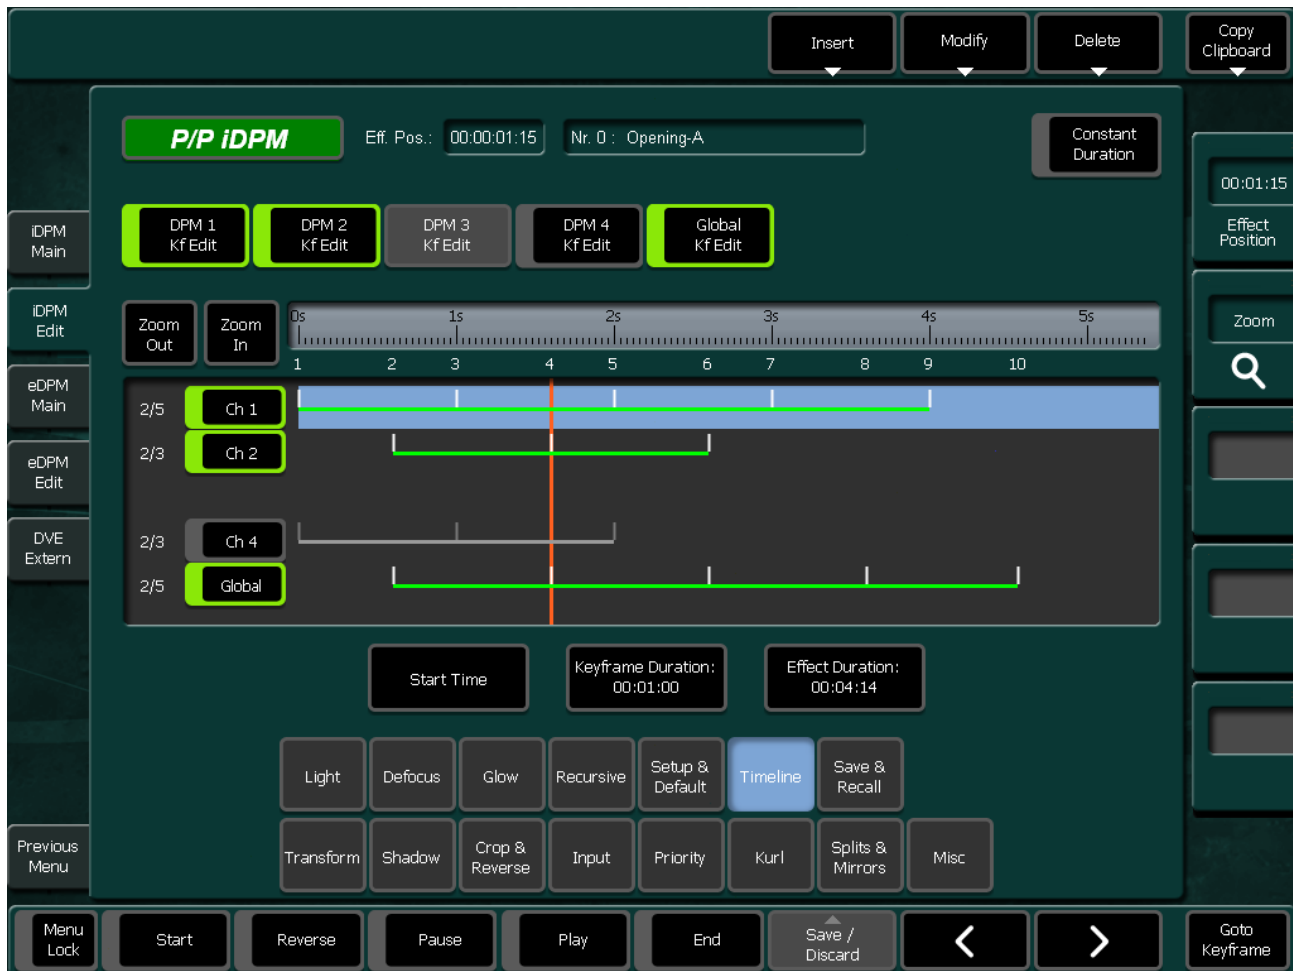 Insert
Modify
Delete
Copy
Clipboard
P/P iDPM
Eff. Pos.: 00:00:01:15
Nr. 0 : Opening-A
Constant
Duration
00:01:15
Effect
Position
DPM 1
Kf Edit
DPM 2
Kf Edit
DPM 3
Kf Edit
DPM 4
Kf Edit
Global
Kf Edit
iDPM
Main
iDPM
Edit
eDPM
Main
eDPM
Edit
DVE
Extern
Previous
Menu
Zoom
Out
Zoom
In
0s 1s 2s 3s 4s 5s
1 2 3 4 5 6 7 8 9 10
Zoom
2/5 Ch 1
2/3 Ch 2
2/3 Ch 4
2/5 Global
Start Time
Keyframe Duration:
00:01:00
Effect Duration:
00:04:14
Light
Defocus
Glow
Recursive
Setup &
Default
Timeline
Save &
Recall
Transform
Shadow
Crop &
Reverse
Input
Priority
Kurl
Splits &
Mirrors
Misc
Menu
Lock
Start
Reverse
Pause
Play
End
Save /
Discard
Goto
Keyframe